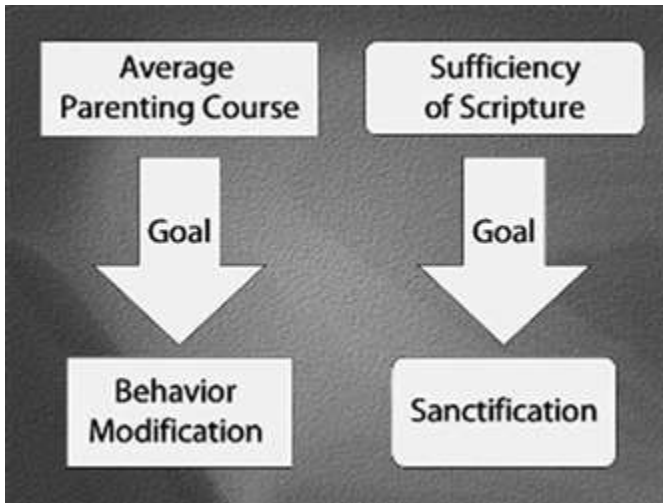 Average
Parenting Course
Goal
Behavior
Modification
Sufficiency
of Scripture
Goal
Sanctification